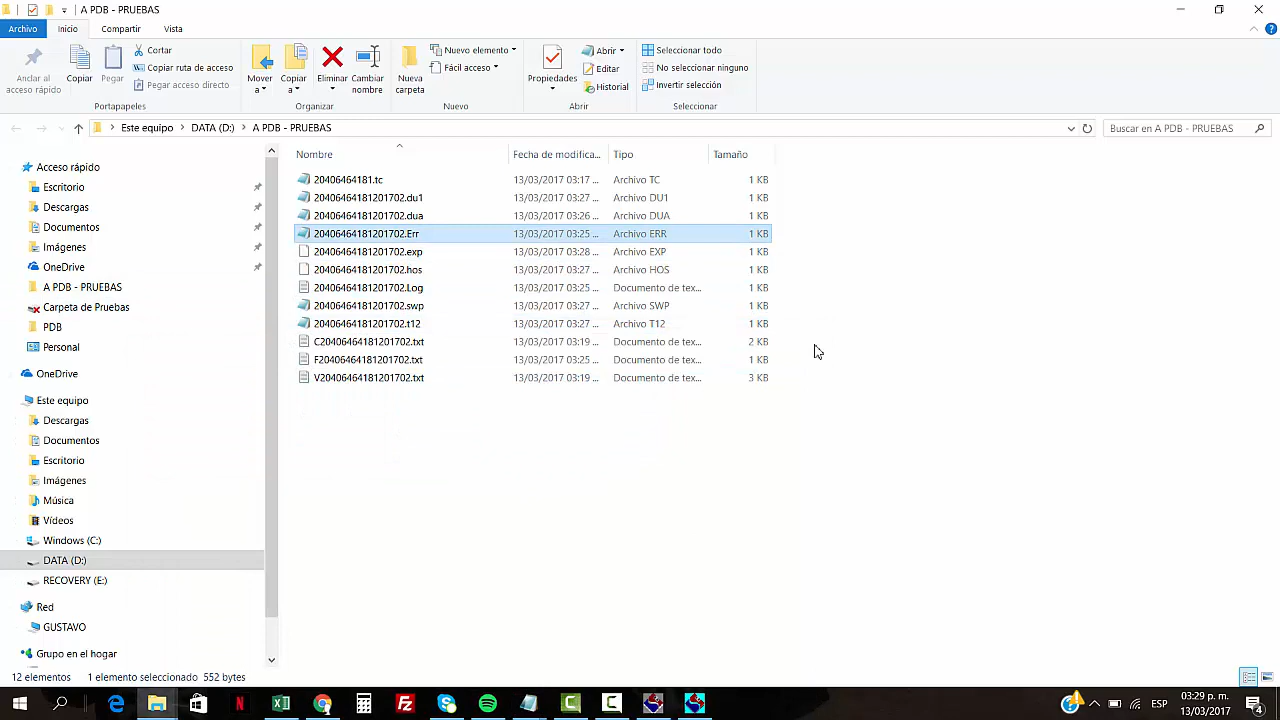 A PDB - PRUEBAS
Archivo Inicio Compartir Vista
Anclar al acceso rápido
Copiar
Pegar
Cortar
Copiar ruta de acceso
Pegar acceso directo
Portapapeles
Mover a
Copiar a
Eliminar
Cambiar nombre
Organizar
Nueva carpeta
Nuevo elemento
Fácil acceso
Nuevo
Propiedades
Abrir
Editar
Historial
Abrir
Seleccionar todo
No seleccionar ninguno
Invertir selección
Seleccionar
Este equipo DATA (D:) A PDB - PRUEBAS
Buscar en A PDB - PRUEBAS
Acceso rápido
Escritorio
Descargas
Documentos
Imágenes
OneDrive
A PDB - PRUEBAS
Carpeta de Pruebas
PDB
Personal
OneDrive
Este equipo
Descargas
Documentos
Escritorio
Imágenes
Música
Vídeos
Windows (C:)
DATA (D:)
RECOVERY (E:)
Red
GUSTAVO
Grupo en el hogar
Nombre Fecha de modifica... Tipo Tamaño
20406464181.tc 13/03/2017 03:17 ... Archivo TC 1 KB
20406464181201702.du1 13/03/2017 03:27 ... Archivo DU1 1 KB
20406464181201702.dua 13/03/2017 03:26 ... Archivo DUA 1 KB
20406464181201702.Err 13/03/2017 03:25 ... Archivo ERR 1 KB
20406464181201702.exp 13/03/2017 03:28 ... Archivo EXP 1 KB
20406464181201702.hos 13/03/2017 03:27 ... Archivo HOS 1 KB
20406464181201702.Log 13/03/2017 03:25 ... Documento de tex... 1 KB
20406464181201702.swp 13/03/2017 03:27 ... Archivo SWP 1 KB
20406464181201702.t12 13/03/2017 03:27 ... Archivo T12 1 KB
C20406464181201702.txt 13/03/2017 03:19 ... Documento de tex... 2 KB
F20406464181201702.txt 13/03/2017 03:25 ... Documento de tex... 1 KB
V20406464181201702.txt 13/03/2017 03:19 ... Documento de tex... 3 KB
12 elementos 1 elemento seleccionado 552 bytes
ESP
03:29 p. m.
13/03/2017